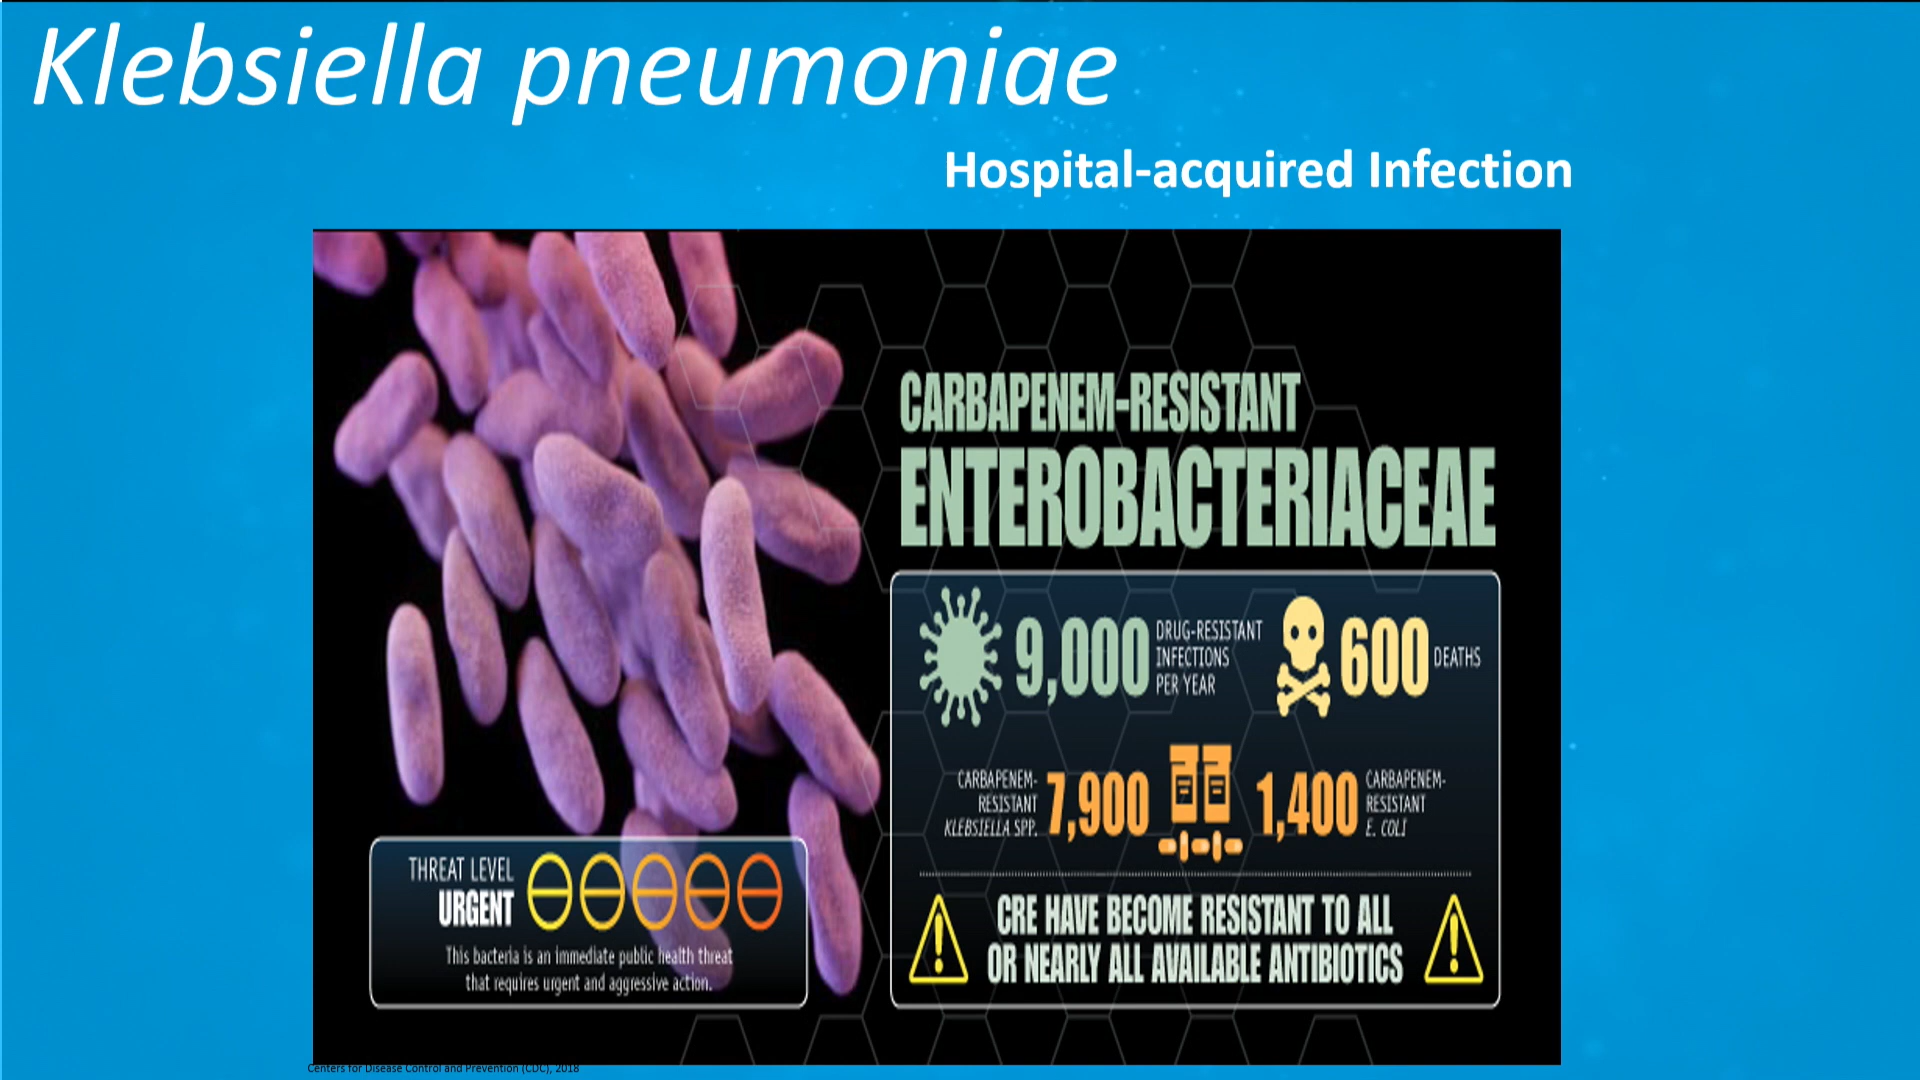 Klebsiella pneumoniae
Hospital-acquired Infection
CARBAPENEM-RESISTANT
ENTEROBACTERIACEAE
9,000 DRUG-RESISTANT
INFECTIONS
PER YEAR
600 DEATHS
CARBAPENEM-
RESISTANT
KLEBSIELLA SPP.
7,900
1,400
CARBAPENEM-
RESISTANT
E. COLI
THREAT LEVEL
URGENT
This bacteria is an immediate public health threat
that requires urgent and aggressive action.
CRE HAVE BECOME RESISTANT TO ALL
OR NEARLY ALL AVAILABLE ANTIBIOTICS
Centers for Disease Control and Prevention (CDC), 2018